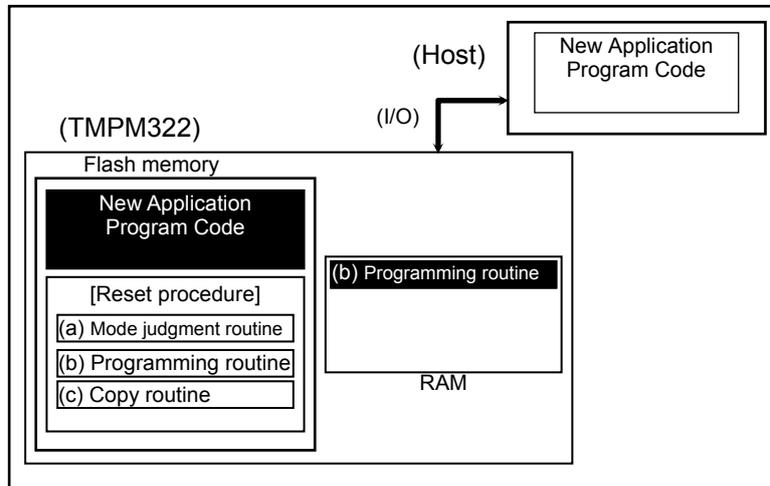 (Host)
New Application
Program Code
(I/O)
(TMPM322)
Flash memory
New Application
Program Code
[Reset procedure]
(a) Mode judgment routine
(b) Programming routine
(c) Copy routine
(b) Programming routine
RAM